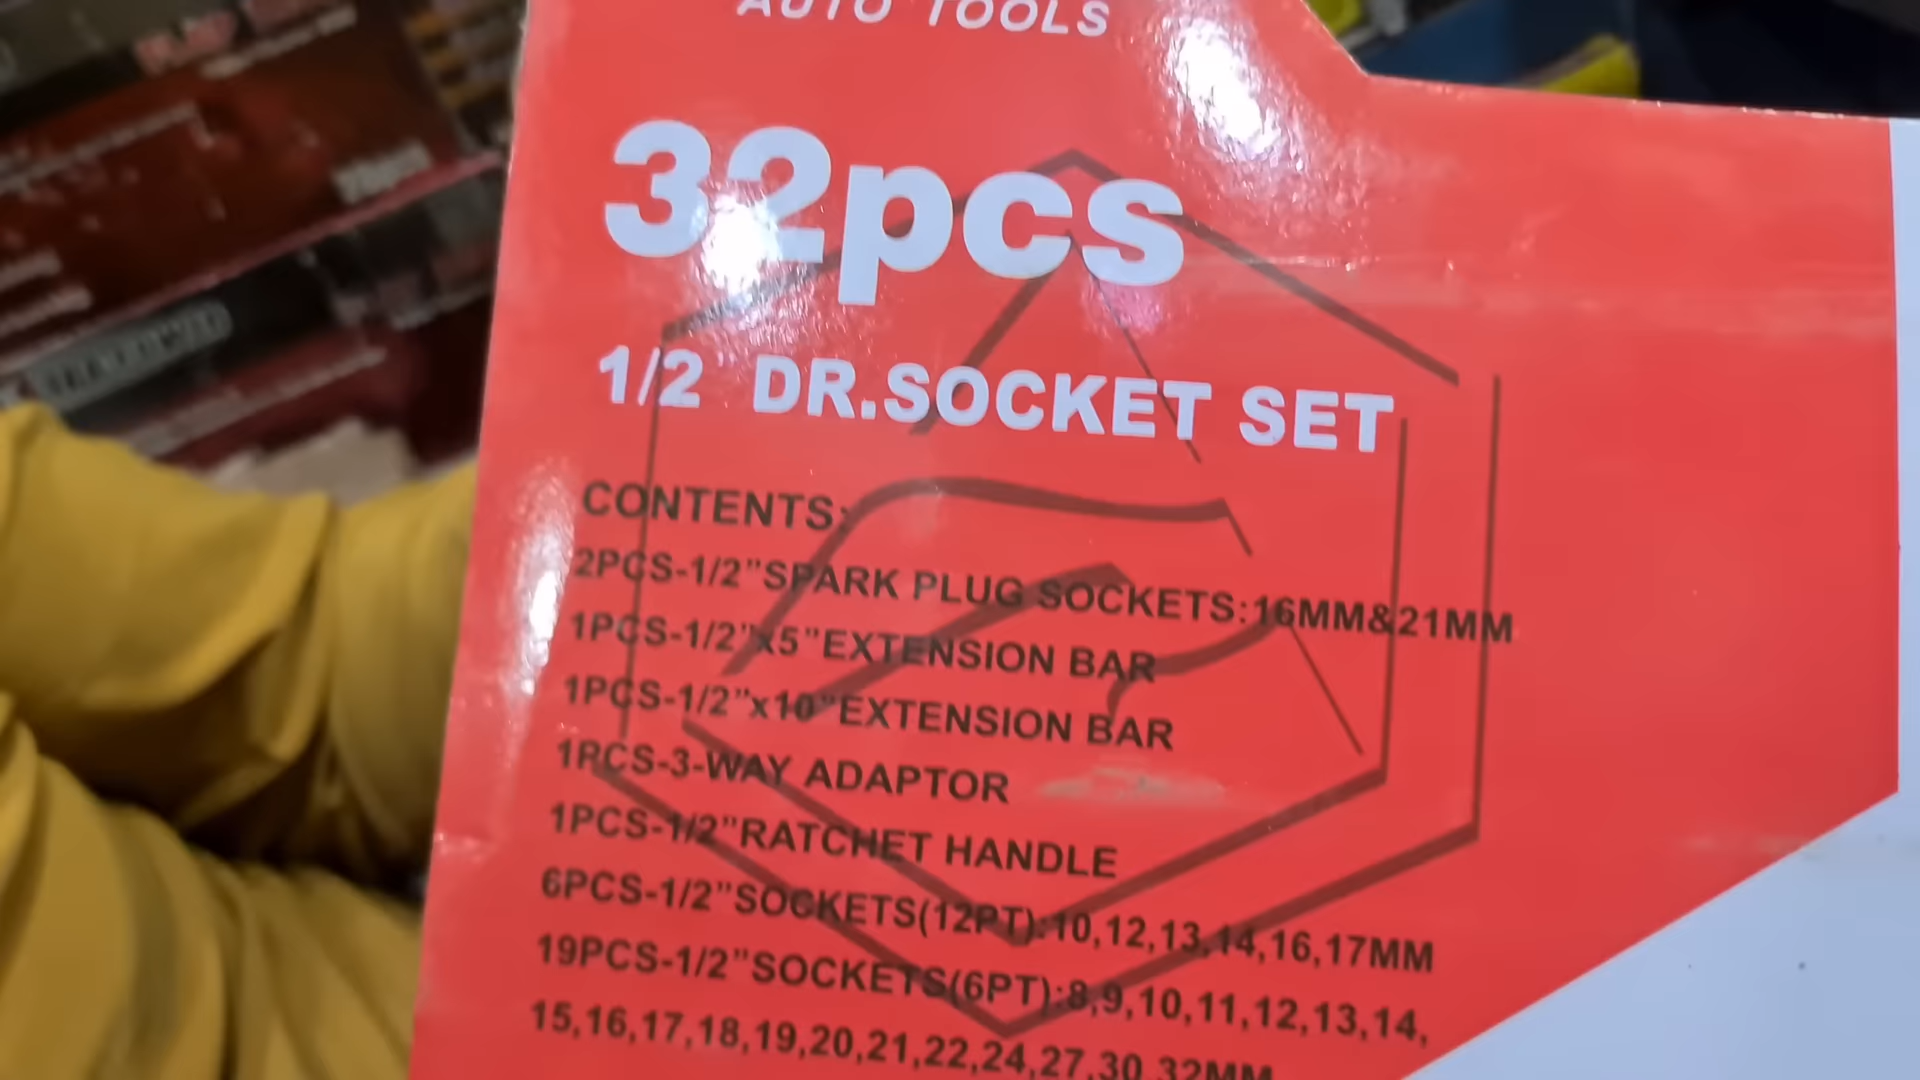 AUTO TOOLS
32pcs
1/2" DR.SOCKET SET
CONTENTS:
2PCS-1/2"SPARK PLUG SOCKETS:16MM&21MM
1PCS-1/2"x5"EXTENSION BAR
1PCS-1/2"x10"EXTENSION BAR
1PCS-3-WAY ADAPTOR
1PCS-1/2"RATCHET HANDLE
6PCS-1/2"SOCKETS(12PT):10,12,13,14,16,17MM
19PCS-1/2"SOCKETS(6PT):8,9,10,11,12,13,14,
15,16,17,18,19,20,21,22,24,27,30,32MM